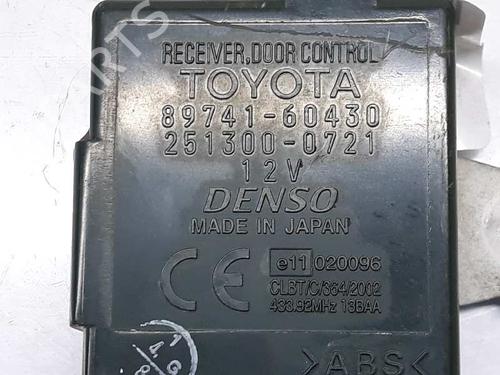 RECEIVER,DOOR CONTROL
TOYOTA
89741-60430
251300-0721
12V
DENSO
MADE IN JAPAN
CE e11 020096
CLBT/C/364/2002
433.92MHz 13BAA
>ABS<
PARTS